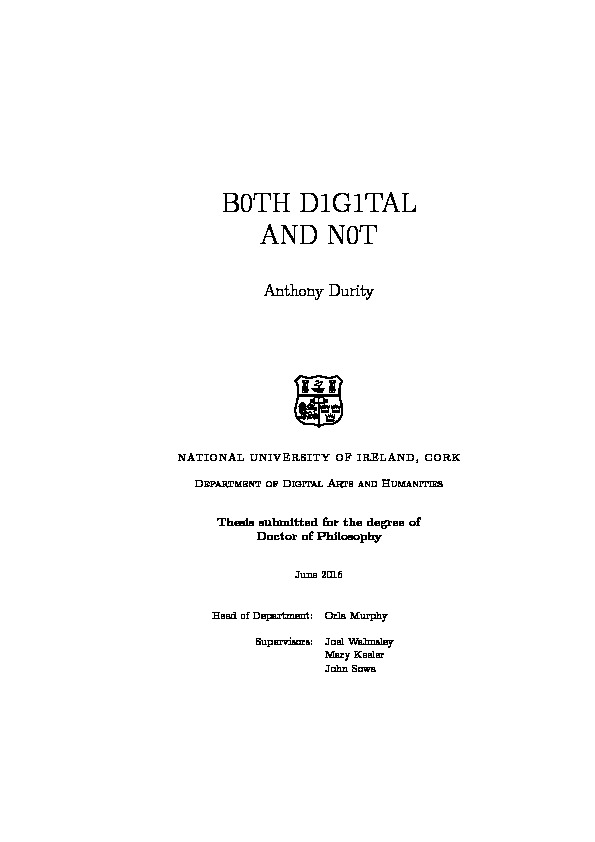 B0TH D1G1TAL
AND N0T
Anthony Durity
NATIONAL UNIVERSITY OF IRELAND, CORK
DEPARTMENT OF DIGITAL ARTS AND HUMANITIES
Thesis submitted for the degree of
Doctor of Philosophy
June 2016
Head of Department: Orla Murphy
Supervisors: Joel Walmsley
Mary Keeler
John Sowa